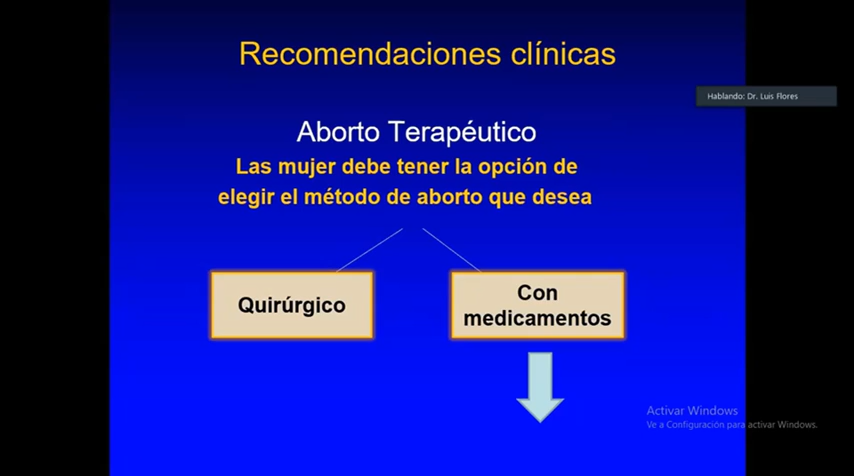 Recomendaciones clínicas
Hablando: Dr. Luis Flores
Aborto Terapéutico
Las mujer debe tener la opción de
elegir el método de aborto que desea
Quirúrgico
Con
medicamentos
Activar Windows
Ve a Configuración para activar Windows.